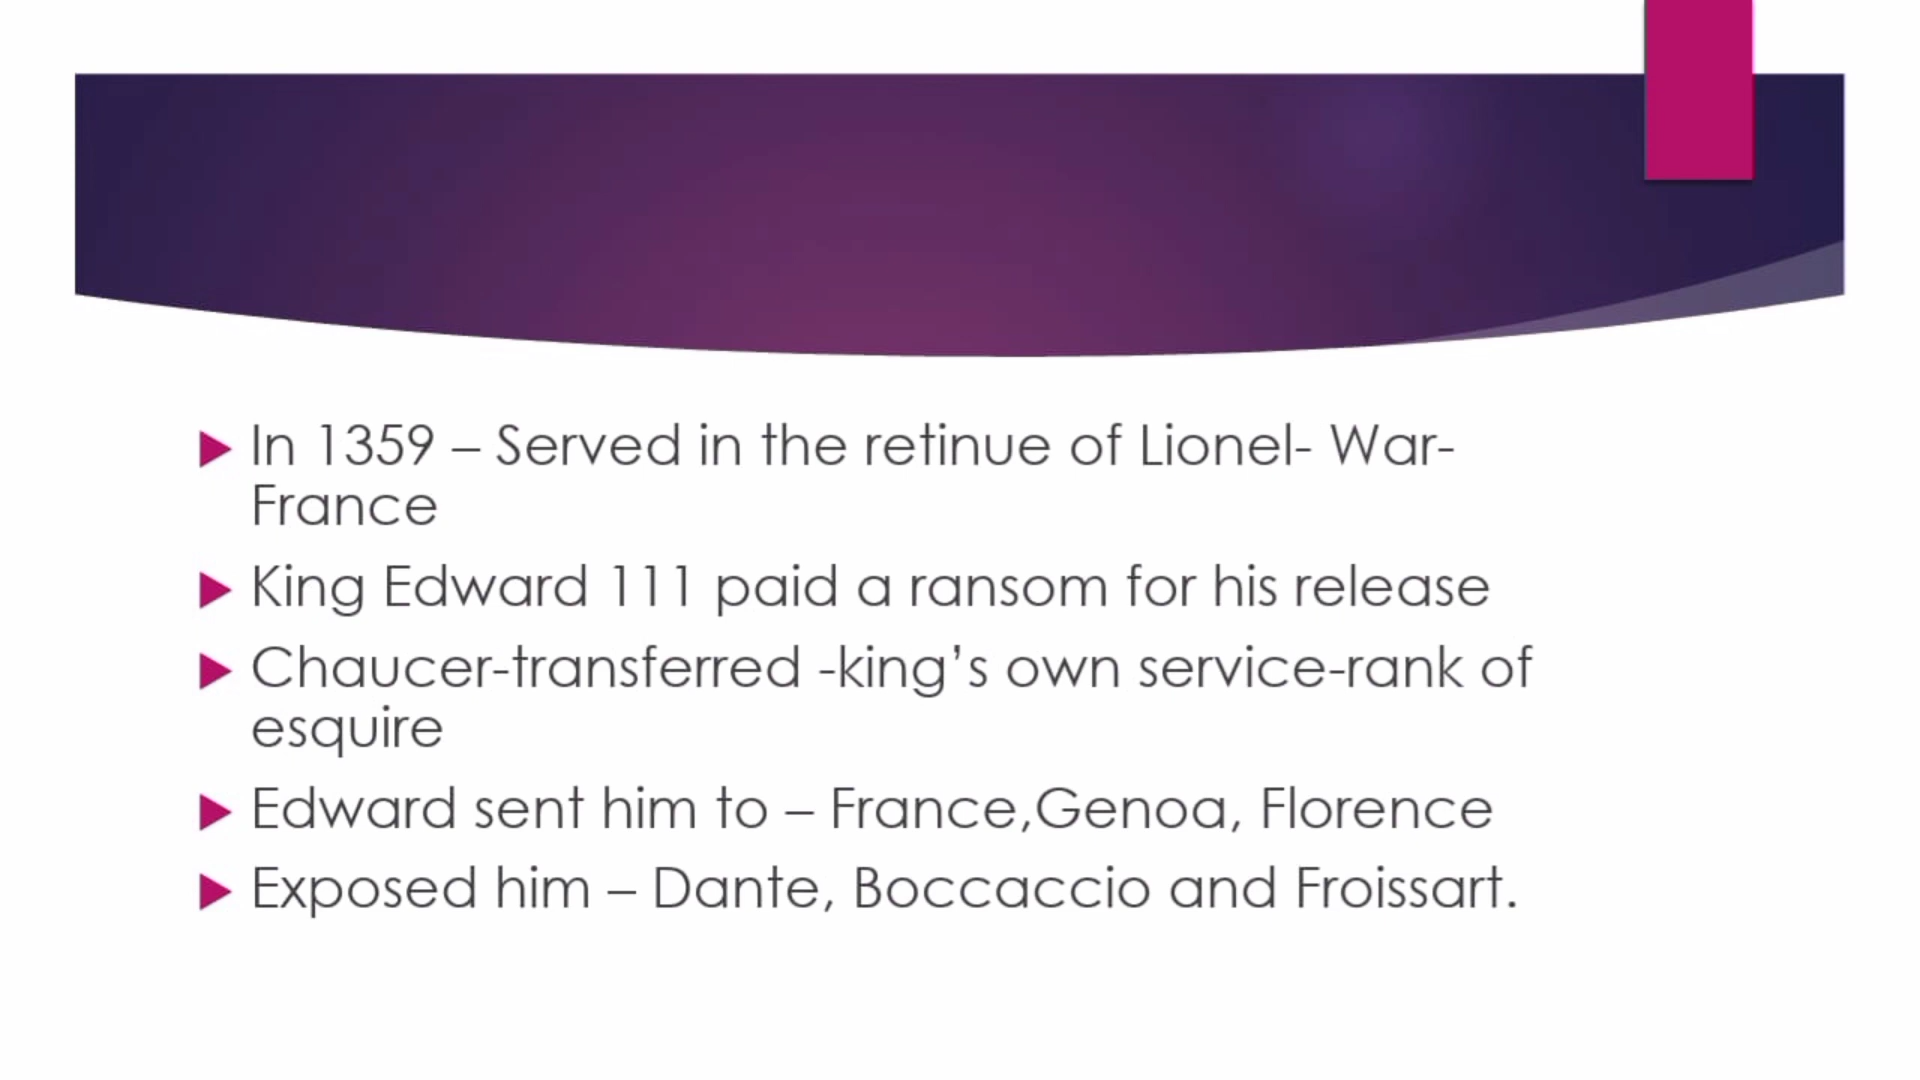 In 1359 – Served in the retinue of Lionel- War-
France
King Edward 111 paid a ransom for his release
Chaucer-transferred -king’s own service-rank of
esquire
Edward sent him to – France,Genoa, Florence
Exposed him – Dante, Boccaccio and Froissart.